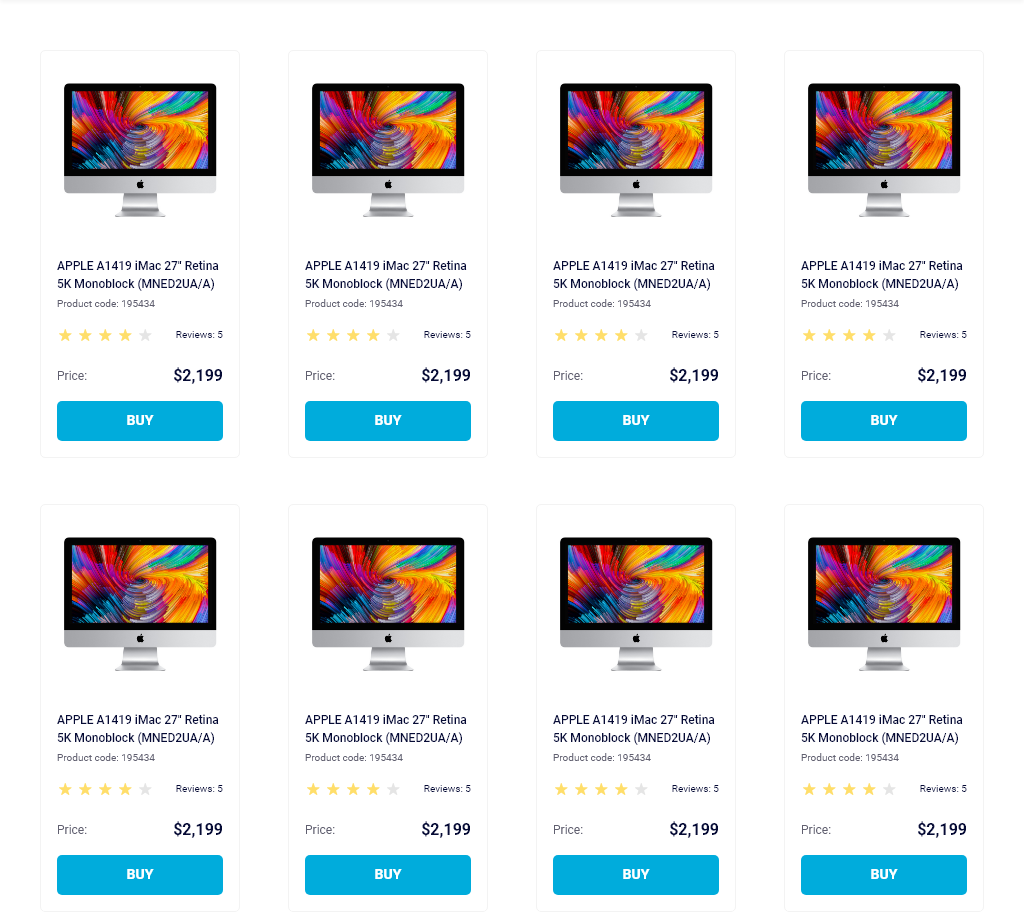 APPLE A1419 iMac 27" Retina
5K Monoblock (MNED2UA/A)
Product code: 195434
Reviews: 5
Price: $2,199
BUY
APPLE A1419 iMac 27" Retina
5K Monoblock (MNED2UA/A)
Product code: 195434
Reviews: 5
Price: $2,199
BUY
APPLE A1419 iMac 27" Retina
5K Monoblock (MNED2UA/A)
Product code: 195434
Reviews: 5
Price: $2,199
BUY
APPLE A1419 iMac 27" Retina
5K Monoblock (MNED2UA/A)
Product code: 195434
Reviews: 5
Price: $2,199
BUY
APPLE A1419 iMac 27" Retina
5K Monoblock (MNED2UA/A)
Product code: 195434
Reviews: 5
Price: $2,199
BUY
APPLE A1419 iMac 27" Retina
5K Monoblock (MNED2UA/A)
Product code: 195434
Reviews: 5
Price: $2,199
BUY
APPLE A1419 iMac 27" Retina
5K Monoblock (MNED2UA/A)
Product code: 195434
Reviews: 5
Price: $2,199
BUY
APPLE A1419 iMac 27" Retina
5K Monoblock (MNED2UA/A)
Product code: 195434
Reviews: 5
Price: $2,199
BUY